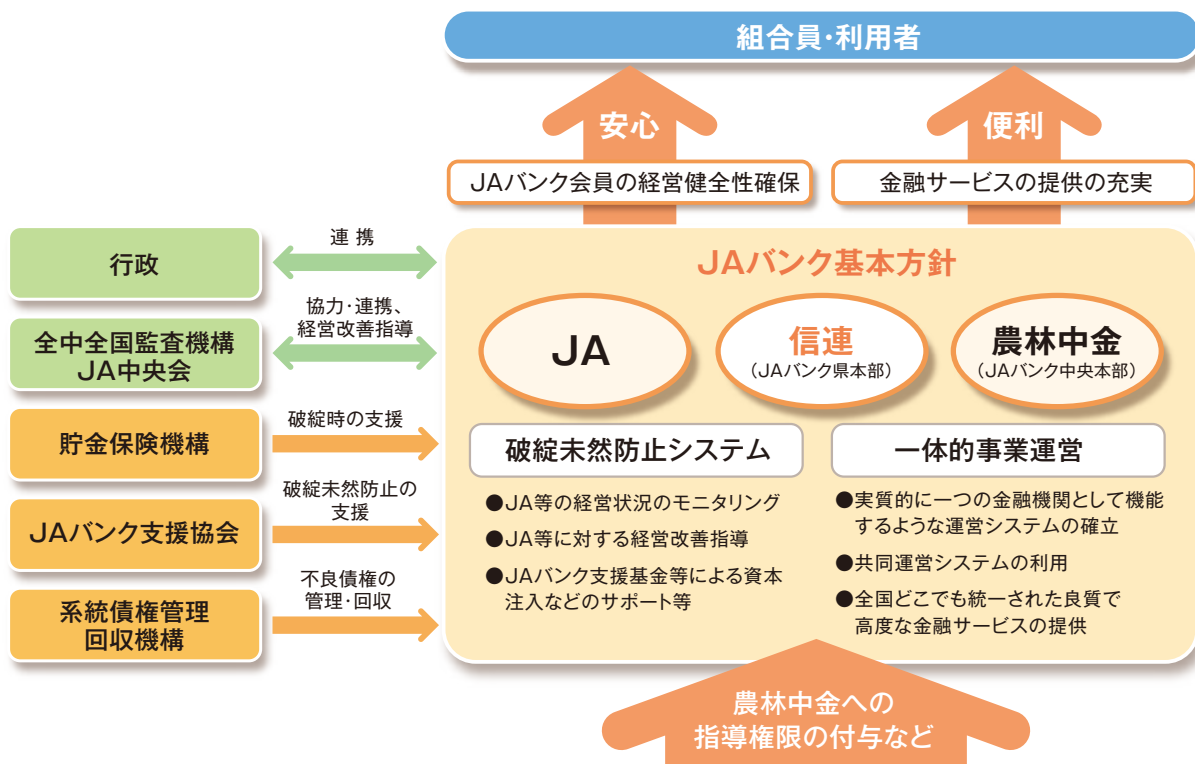 組合員・利用者
安心
便利
JAバンク会員の経営健全性確保
金融サービスの提供の充実
行政
連 携
全中全国監査機構
JA中央会
協力・連携、
経営改善指導
貯金保険機構
破綻時の支援
JAバンク支援協会
破綻未然防止の
支援
系統債権管理
回収機構
不良債権の
管理・回収
JAバンク基本方針
JA
信連
（JAバンク県本部）
農林中金
（JAバンク中央本部）
破綻未然防止システム
●JA等の経営状況のモニタリング
●JA等に対する経営改善指導
●JAバンク支援基金等による資本
注入などのサポート等
一体的事業運営
●実質的に一つの金融機関として機能
するような運営システムの確立
●共同運営システムの利用
●全国どこでも統一された良質で
高度な金融サービスの提供
農林中金への
指導権限の付与など